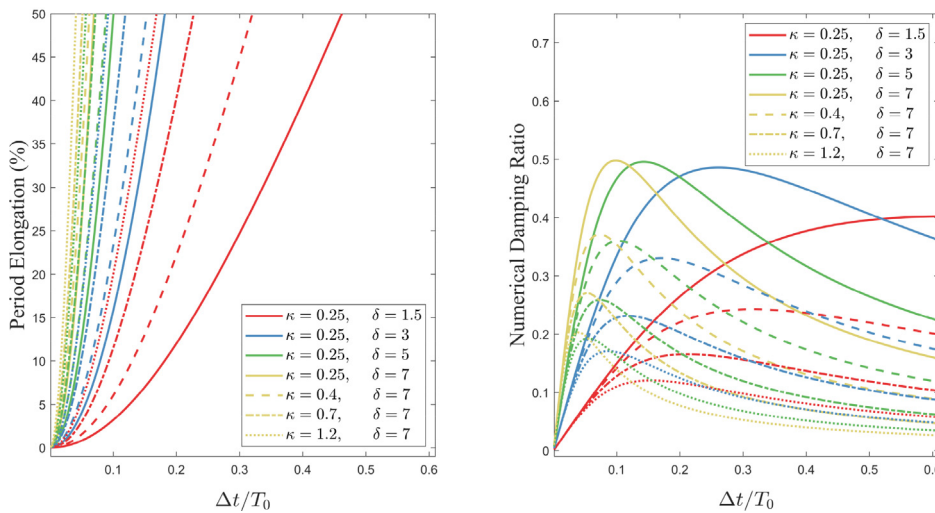 Period Elongation (%)
50
45
40
35
30
25
20
15
10
5
0
0.1 0.2 0.3 0.4 0.5 0.6
Δt/T₀
κ = 0.25, δ = 1.5
κ = 0.25, δ = 3
κ = 0.25, δ = 5
κ = 0.25, δ = 7
κ = 0.4, δ = 7
κ = 0.7, δ = 7
κ = 1.2, δ = 7
Numerical Damping Ratio
0.7
0.6
0.5
0.4
0.3
0.2
0.1
0
0.1 0.2 0.3 0.4 0.5 0.6
Δt/T₀
κ = 0.25, δ = 1.5
κ = 0.25, δ = 3
κ = 0.25, δ = 5
κ = 0.25, δ = 7
κ = 0.4, δ = 7
κ = 0.7, δ = 7
κ = 1.2, δ = 7